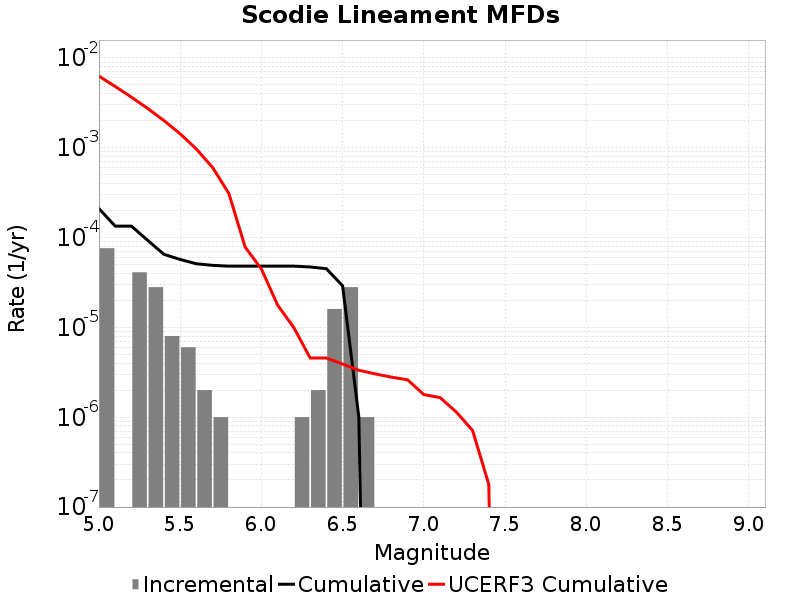 Scodie Lineament MFDs
10-2
10-3
10-4
10-5
10-6
10-7
Rate (1/yr)
5.0 5.5 6.0 6.5 7.0 7.5 8.0 8.5 9.0
Magnitude
Incremental Cumulative UCERF3 Cumulative